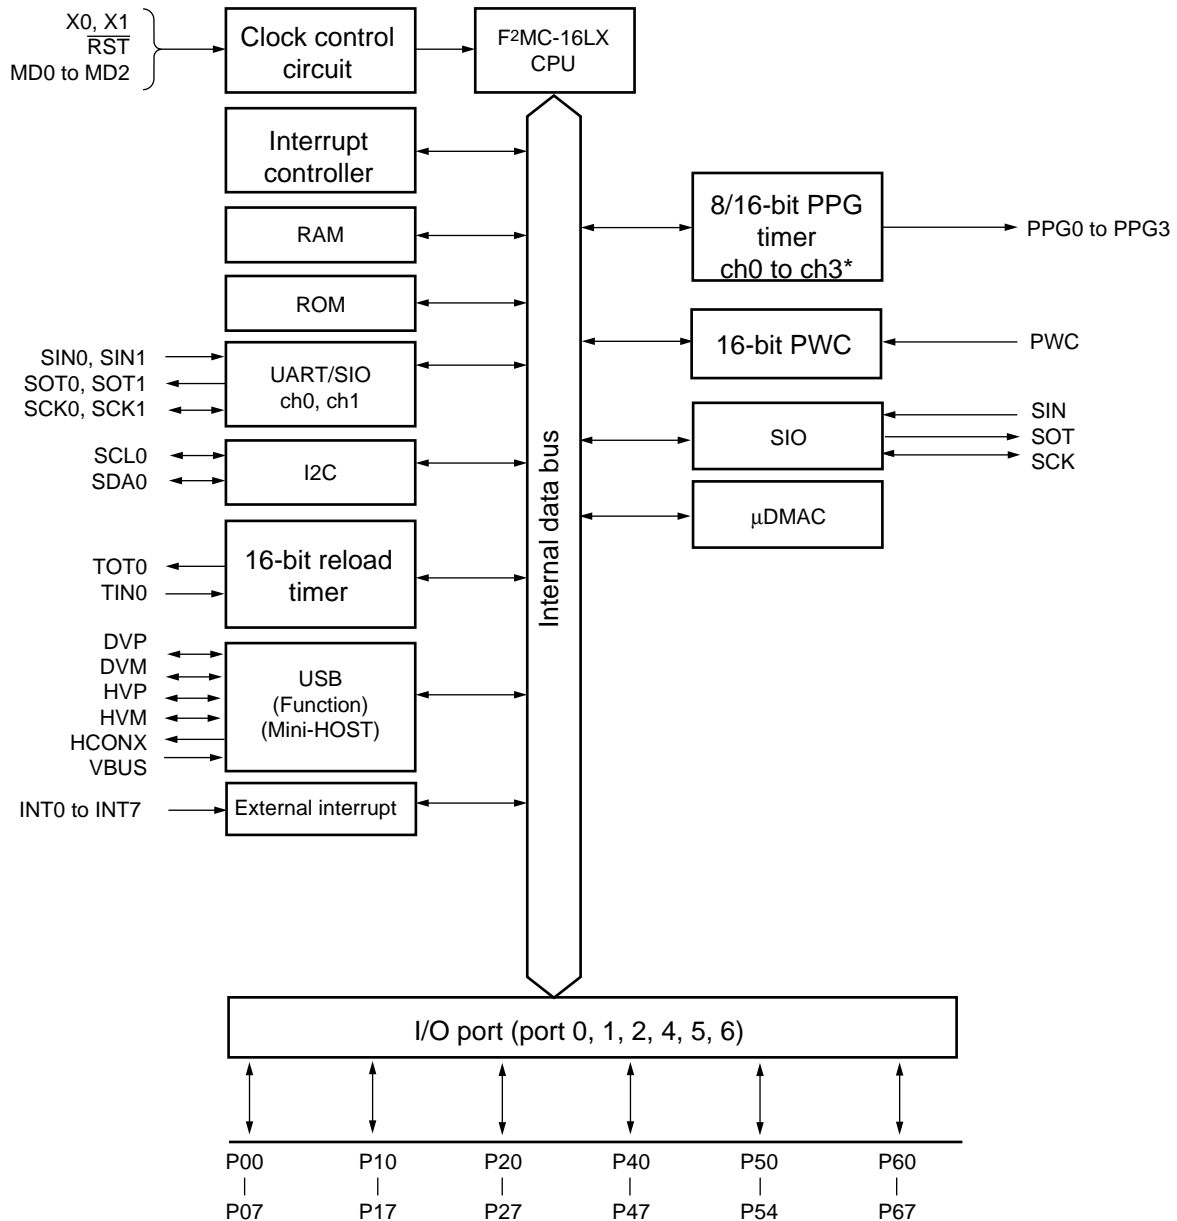 X0, X1
RST
MD0 to MD2
Clock control
circuit
F²MC-16LX
CPU
Interrupt
controller
RAM
ROM
SIN0, SIN1
SOT0, SOT1
SCK0, SCK1
UART/SIO
ch0, ch1
SCL0
SDA0
I2C
TOT0
TIN0
16-bit reload
timer
DVP
DVM
HVP
HVM
HCONX
VBUS
USB
(Function)
(Mini-HOST)
INT0 to INT7
External interrupt
Internal data bus
8/16-bit PPG
timer
ch0 to ch3*
PPG0 to PPG3
16-bit PWC
PWC
SIO
SIN
SOT
SCK
μDMAC
I/O port (port 0, 1, 2, 4, 5, 6)
P00 P10 P20 P40 P50 P60
P07 P17 P27 P47 P54 P67